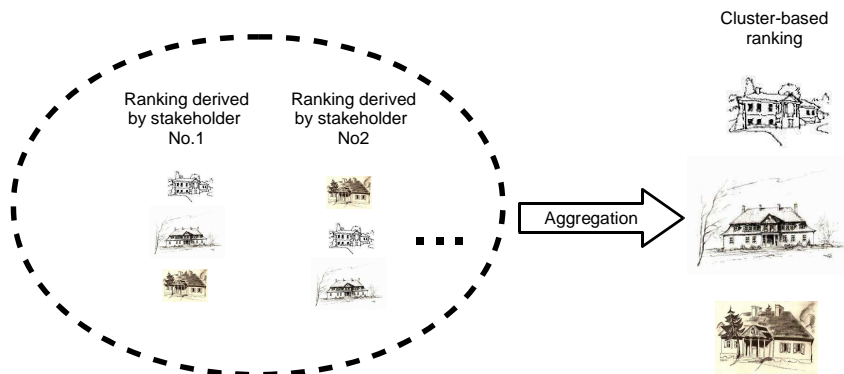 Cluster-based
ranking
Ranking derived
by stakeholder
No.1
Ranking derived
by stakeholder
No2
Aggregation